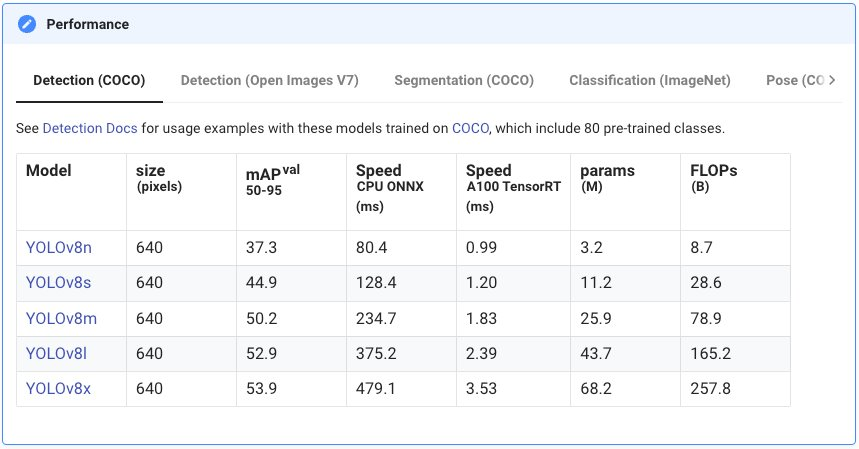 Performance
Detection (COCO) Detection (Open Images V7) Segmentation (COCO) Classification (ImageNet) Pose (CO
See Detection Docs for usage examples with these models trained on COCO, which include 80 pre-trained classes.
Model size (pixels) mAPval 50-95 Speed CPU ONNX (ms) Speed A100 TensorRT (ms) params (M) FLOPs (B)
YOLOv8n 640 37.3 80.4 0.99 3.2 8.7
YOLOv8s 640 44.9 128.4 1.20 11.2 28.6
YOLOv8m 640 50.2 234.7 1.83 25.9 78.9
YOLOv8l 640 52.9 375.2 2.39 43.7 165.2
YOLOv8x 640 53.9 479.1 3.53 68.2 257.8